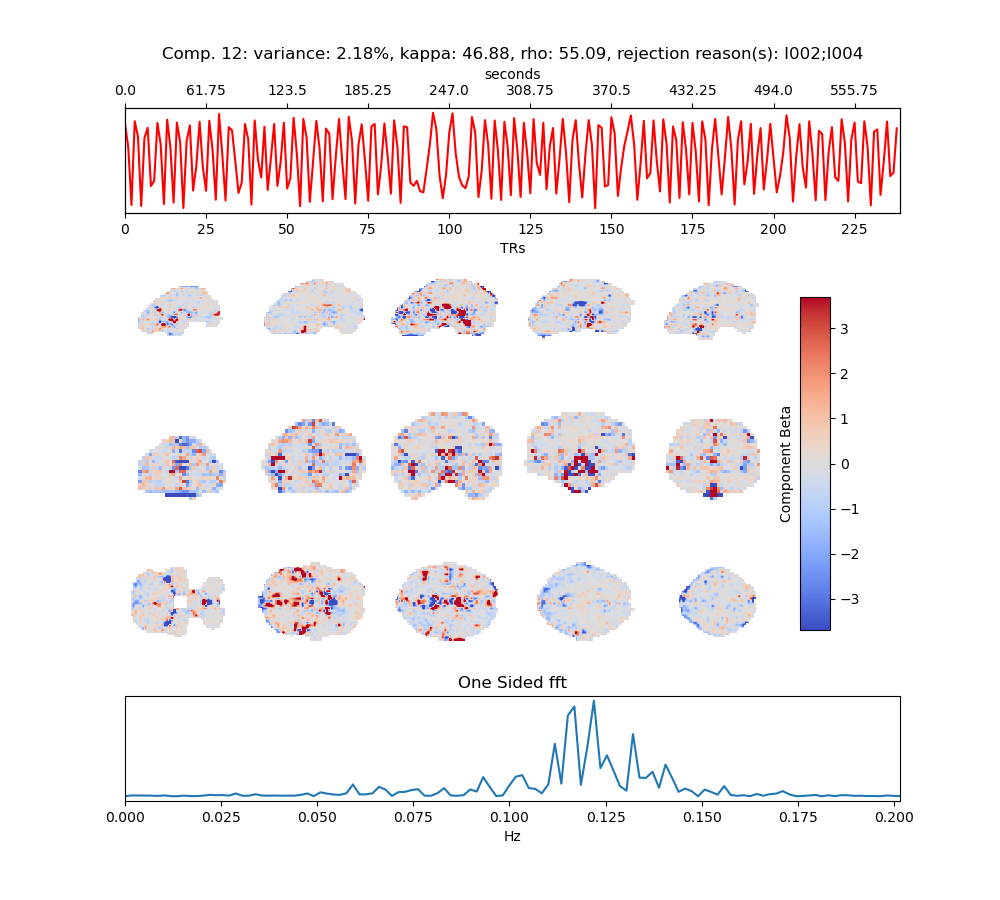 Comp. 12: variance: 2.18%, kappa: 46.88, rho: 55.09, rejection reason(s): I002;I004
seconds
0.0 61.75 123.5 185.25 247.0 308.75 370.5 432.25 494.0 555.75
0 25 50 75 100 125 150 175 200 225
TRs
3
2
1
0
−1
−2
−3
Component Beta
One Sided fft
0.000 0.025 0.050 0.075 0.100 0.125 0.150 0.175 0.200
Hz